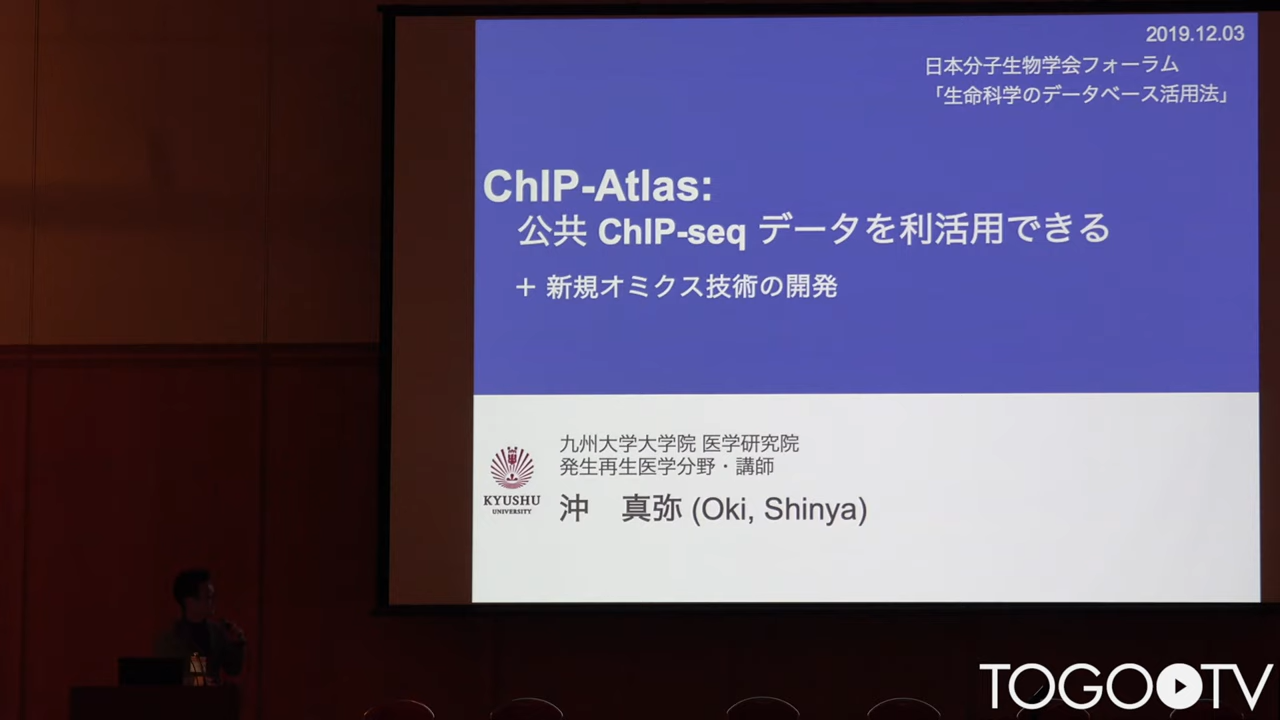 2019.12.03
日本分子生物学会フォーラム
「生命科学のデータベース活用法」
ChIP-Atlas:
公共 ChIP-seq データを利活用できる
＋ 新規オミクス技術の開発
九州大学大学院 医学研究院
発生再生医学分野・講師
KYUSHU
UNIVERSITY
沖　真弥 (Oki, Shinya)
TOGOTV